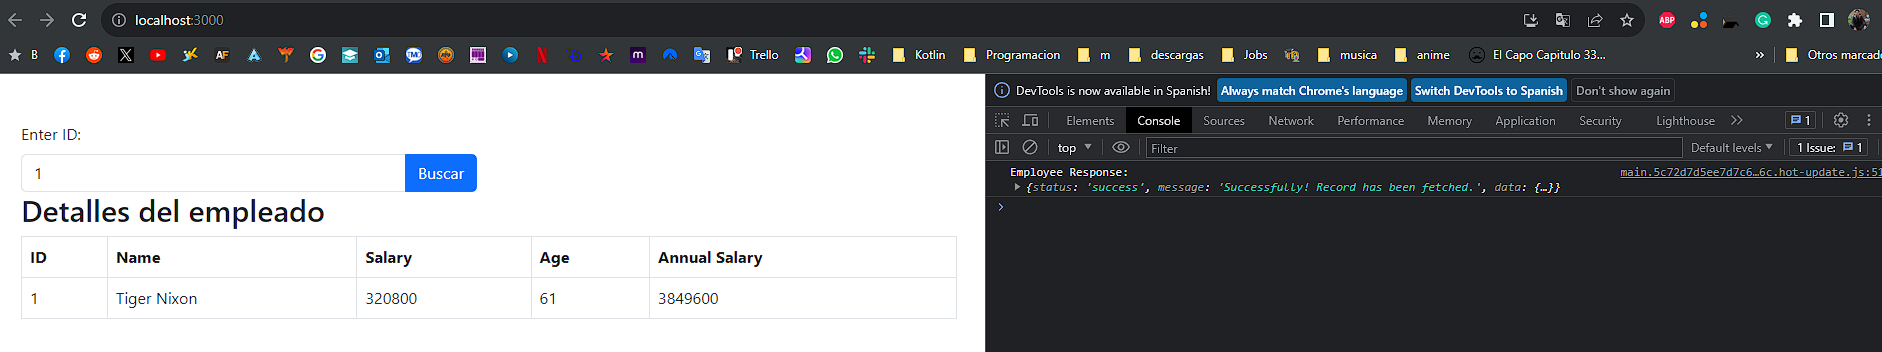 localhost:3000
B
AF
Trello
Kotlin
Programacion
m
descargas
Jobs
musica
anime
El Capo Capitulo 33...
»
Otros marcado
ABP
DevTools is now available in Spanish! Always match Chrome's language Switch DevTools to Spanish Don't show again
Elements Console Sources Network Performance Memory Application Security Lighthouse 1
top Filter Default levels 1 Issue: 1
Employee Response: main.5c72d7d5ee7d7c6…6c.hot-update.js:51
{status: 'success', message: 'Successfully! Record has been fetched.', data: {…}}
Enter ID:
1 Buscar
Detalles del empleado
ID Name Salary Age Annual Salary
1 Tiger Nixon 320800 61 3849600